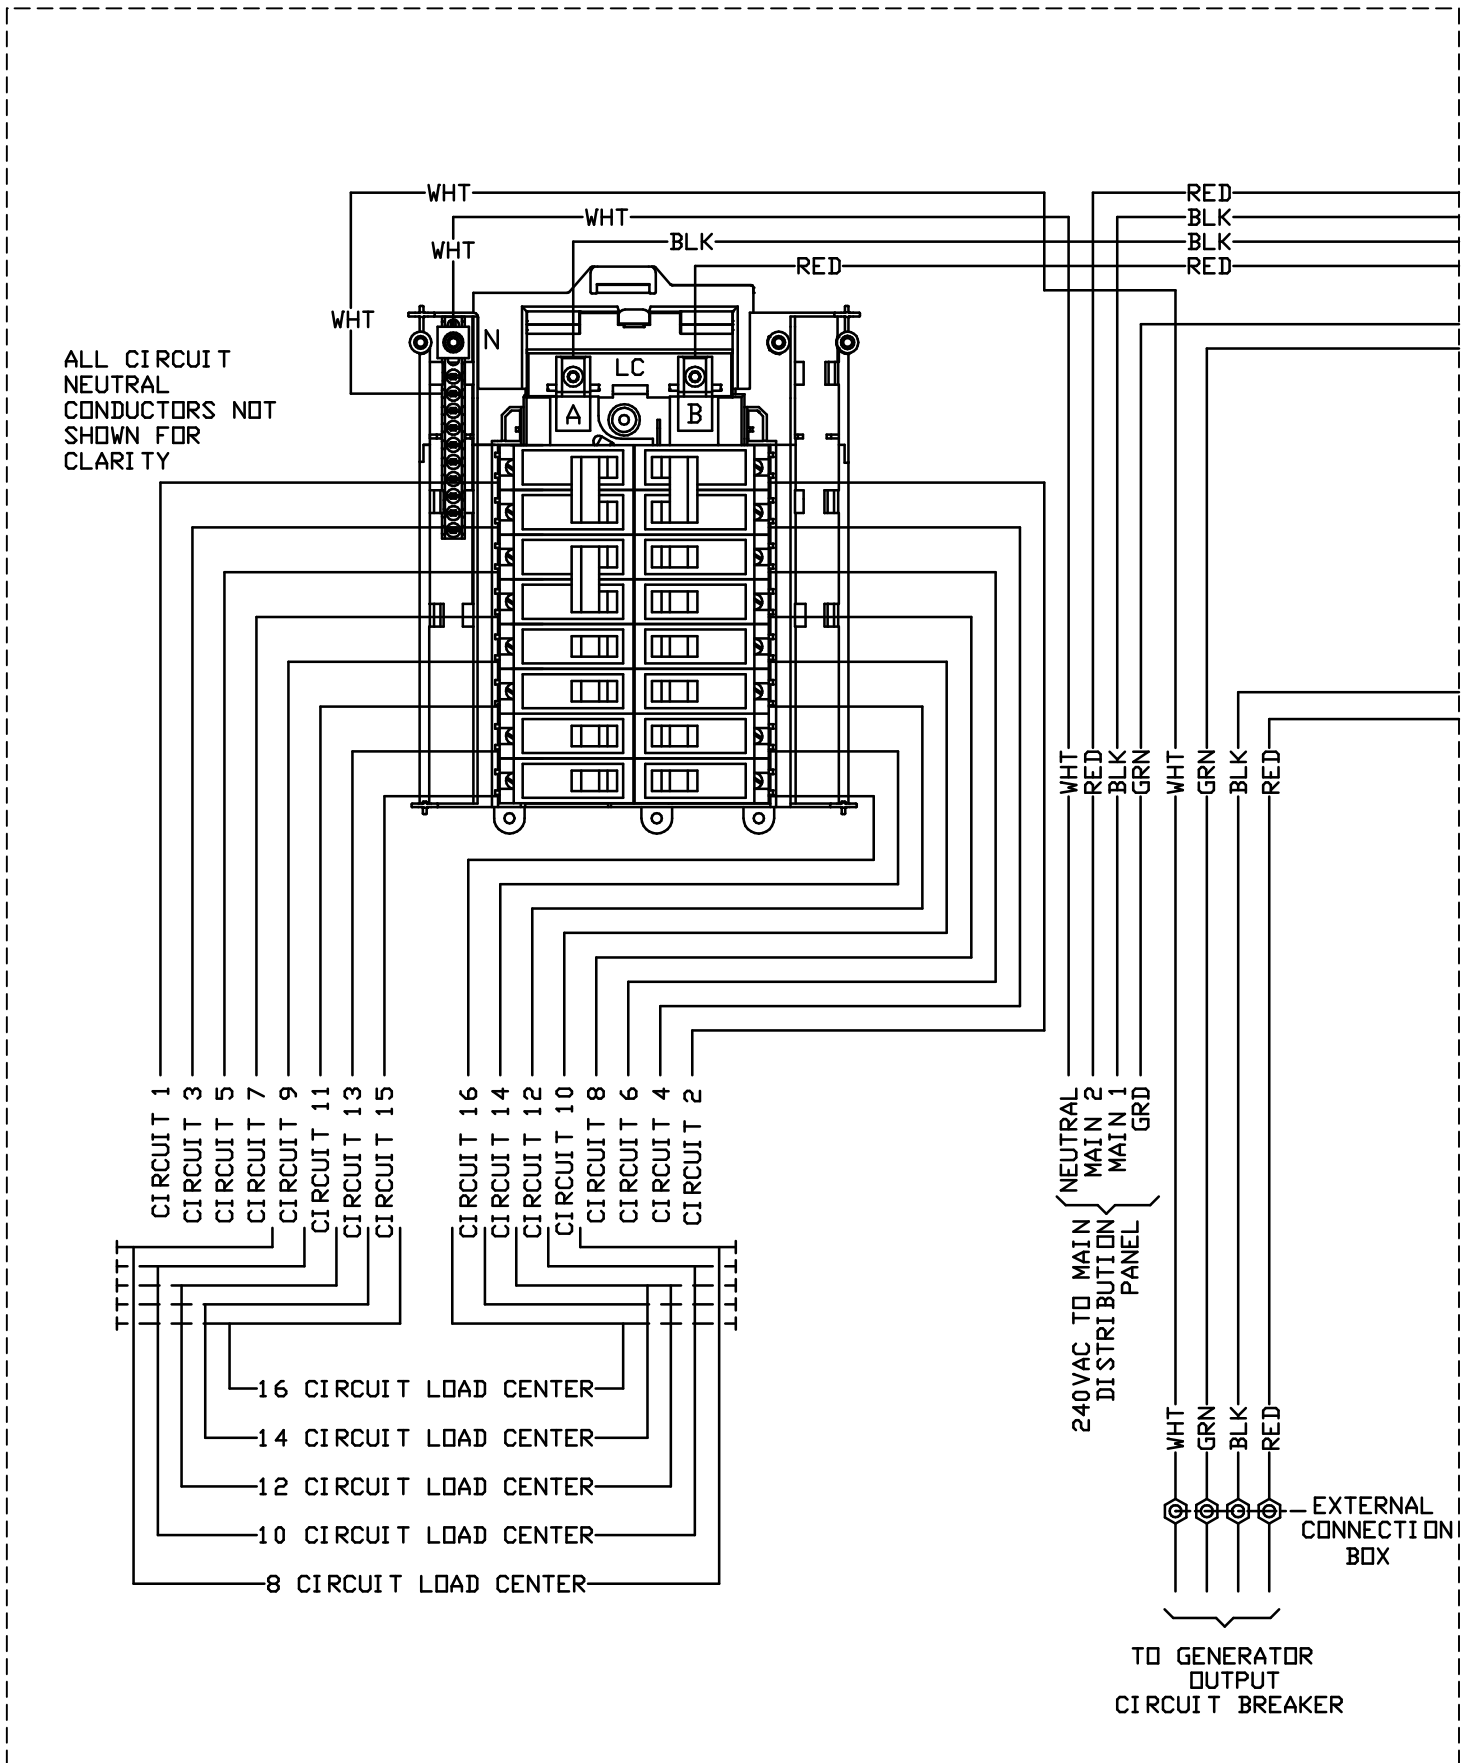 WHT
RED
WHT
BLK
WHT
BLK
BLK
RED
RED
WHT
N
ALL CIRCUIT
NEUTRAL
CONDUCTORS NOT
SHOWN FOR
CLARITY
LC
A
B
WHT
RED
BLK
GRN
WHT
GRN
BLK
RED
CIRCUIT 1
CIRCUIT 3
CIRCUIT 5
CIRCUIT 7
CIRCUIT 9
CIRCUIT 11
CIRCUIT 13
CIRCUIT 15
CIRCUIT 16
CIRCUIT 14
CIRCUIT 12
CIRCUIT 10
CIRCUIT 8
CIRCUIT 6
CIRCUIT 4
CIRCUIT 2
NEUTRAL
MAIN 2
MAIN 1
GRD
240VAC TO MAIN
DISTRIBUTION
PANEL
16 CIRCUIT LOAD CENTER
14 CIRCUIT LOAD CENTER
12 CIRCUIT LOAD CENTER
10 CIRCUIT LOAD CENTER
8 CIRCUIT LOAD CENTER
WHT
GRN
BLK
RED
EXTERNAL
CONNECTION
BOX
TO GENERATOR
OUTPUT
CIRCUIT BREAKER